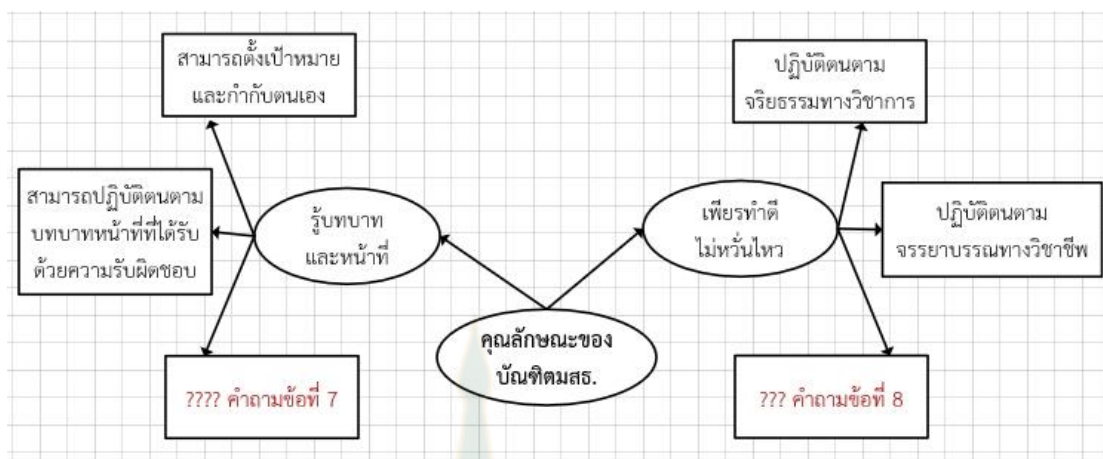 สามารถตั้งเป้าหมาย
และกำกับตนเอง
ปฏิบัติตนตาม
จริยธรรมทางวิชาการ
สามารถปฏิบัติตนตาม
บทบาทหน้าที่ที่ได้รับ
ด้วยความรับผิดชอบ
รู้บทบาท
และหน้าที่
เพียรทำดี
ไม่หวั่นไหว
ปฏิบัติตนตาม
จรรยาบรรณทางวิชาชีพ
คุณลักษณะของ
บัณฑิตมสธ.
???? คำถามข้อที่ 7
??? คำถามข้อที่ 8